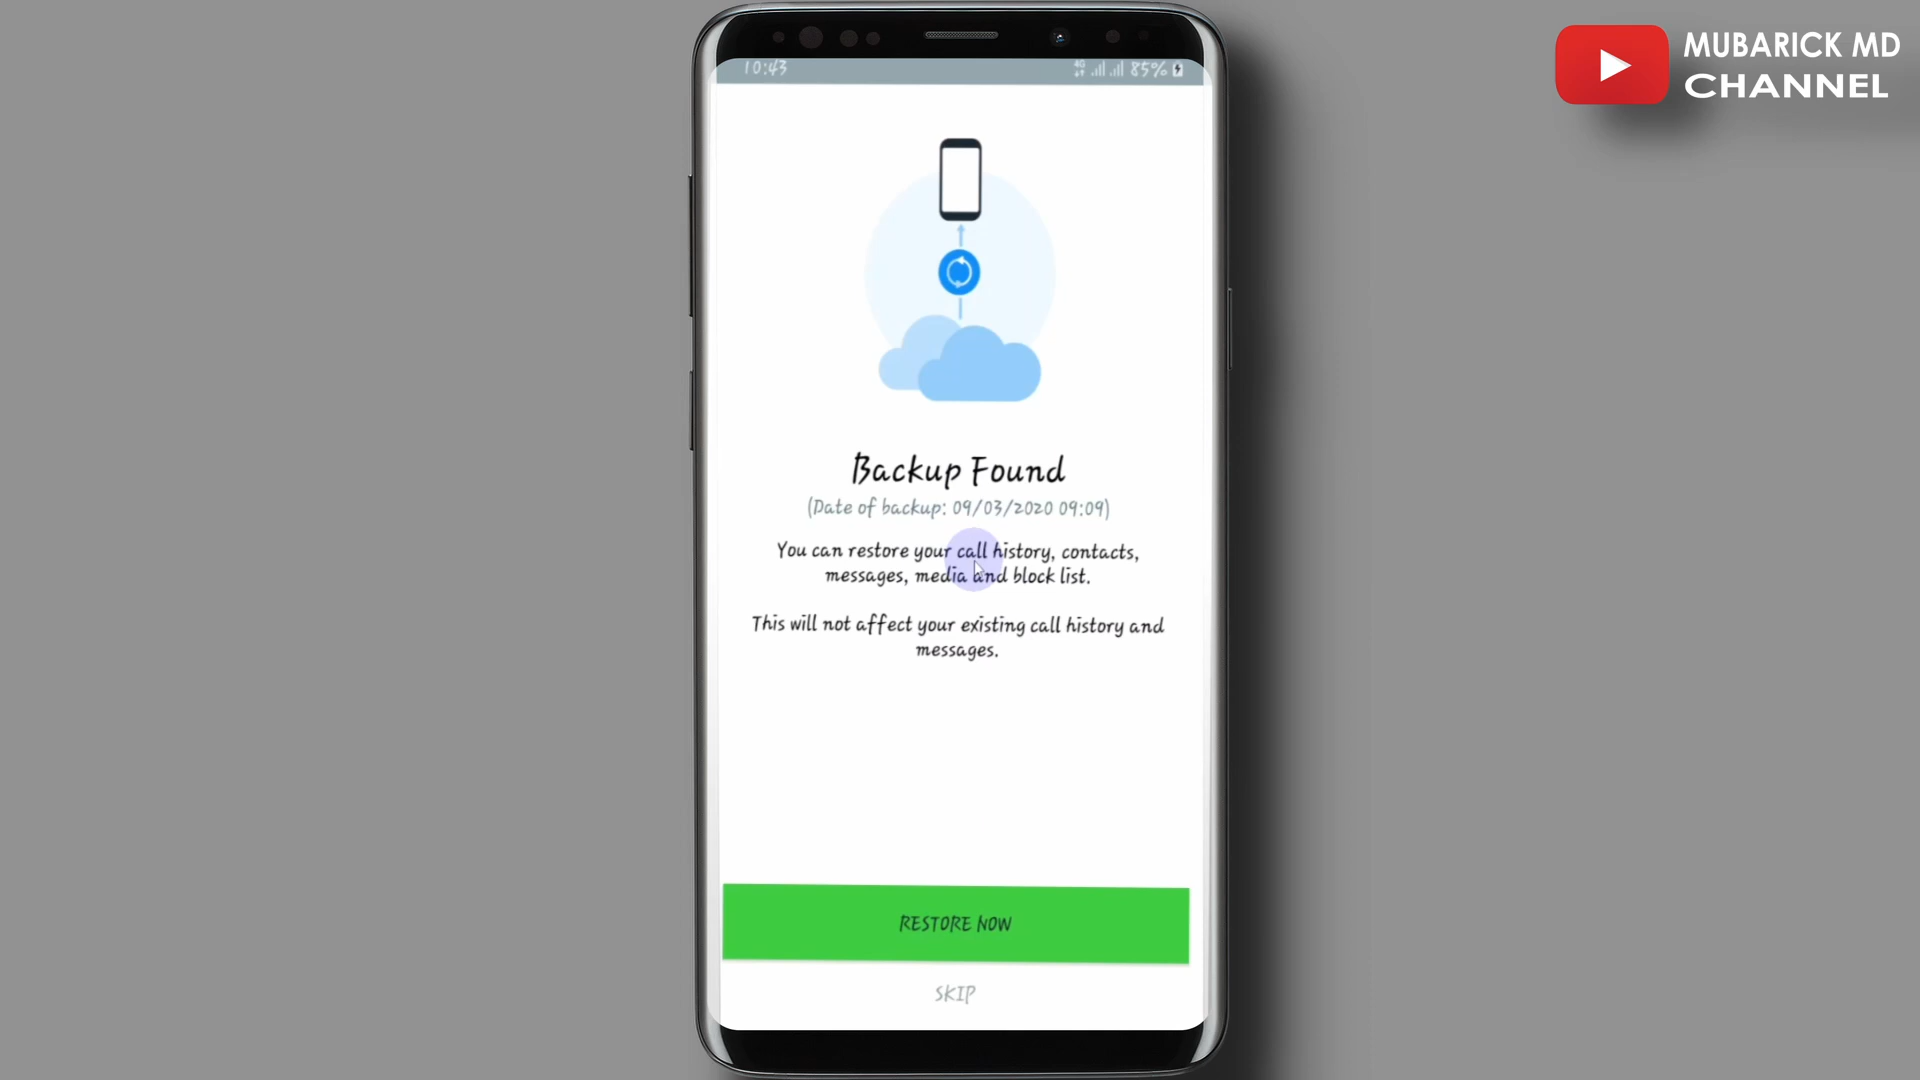 MUBARICK MD
CHANNEL
10:43
4G 85%
Backup Found
(Date of backup: 09/03/2020 09:09)
You can restore your call history, contacts,
messages, media and block list.
This will not affect your existing call history and
messages.
RESTORE NOW
SKIP